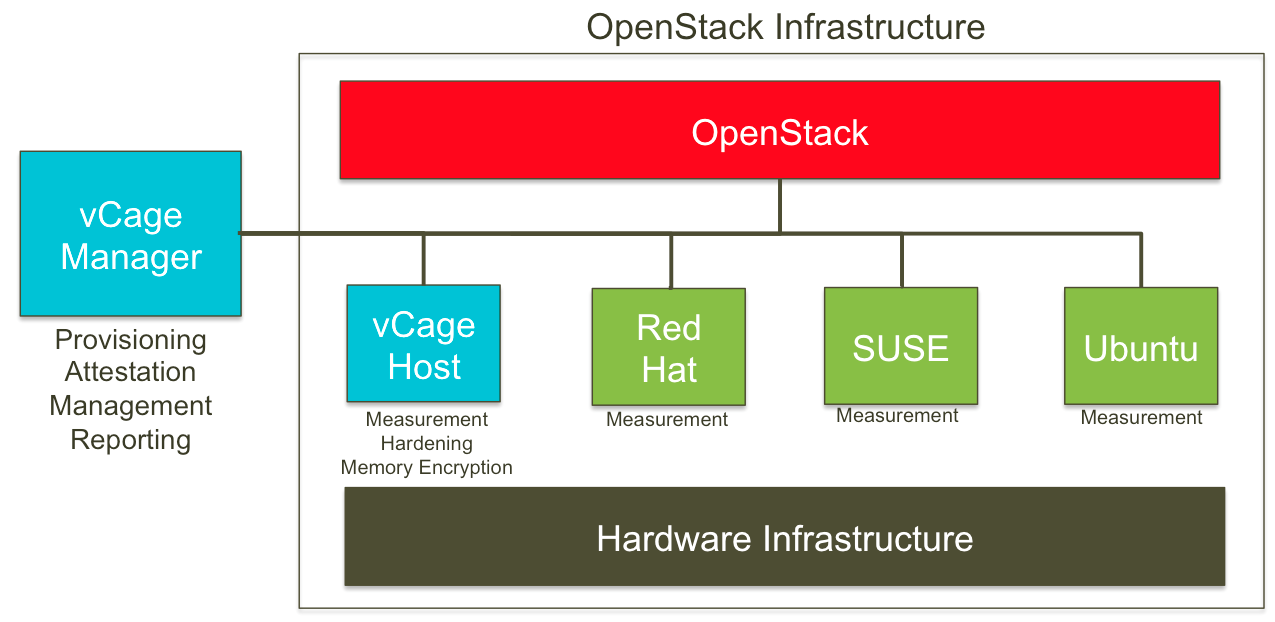 OpenStack Infrastructure
OpenStack
vCage
Manager
Provisioning
Attestation
Management
Reporting
vCage
Host
Measurement
Hardening
Memory Encryption
Red
Hat
Measurement
SUSE
Measurement
Ubuntu
Measurement
Hardware Infrastructure